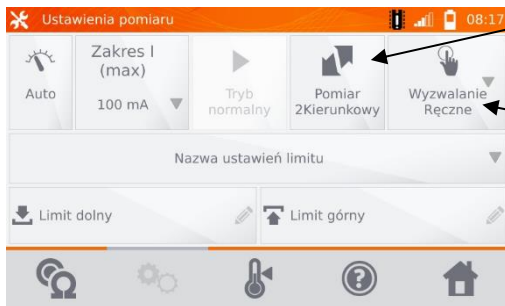 Ustawienia pomiaru 08:17
Auto
Zakres I
(max)
100 mA
Tryb
normalny
Pomiar
2Kierunkowy
Wyzwalanie
Ręczne
Nazwa ustawień limitu
Limit dolny
Limit górny